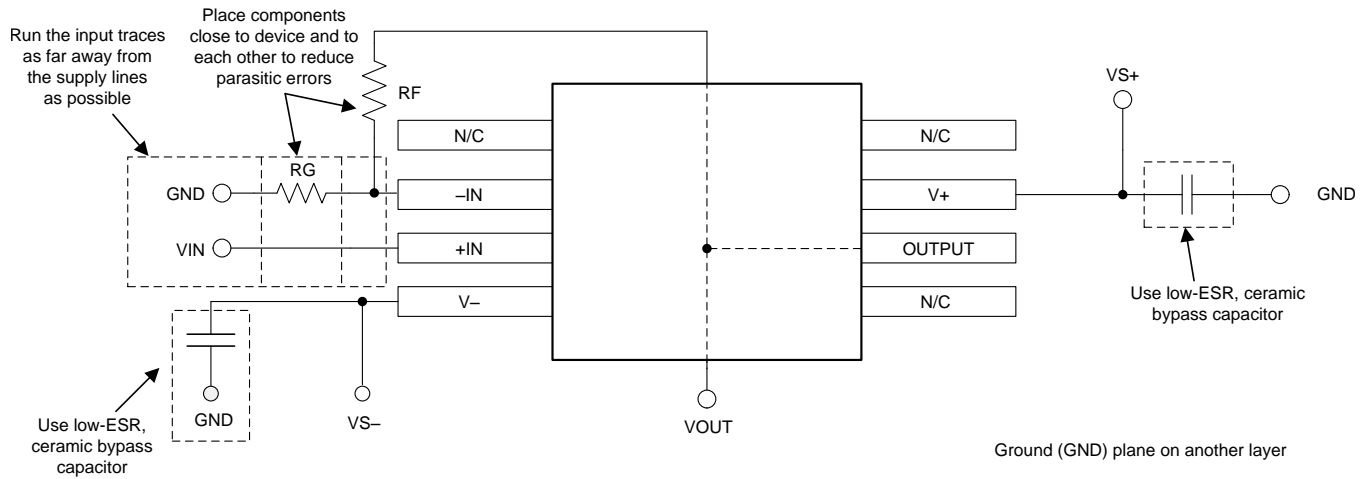 Run the input traces
as far away from
the supply lines
as possible
Place components
close to device and to
each other to reduce
parasitic errors
RF
N/C
RG
GND
–IN
VIN
+IN
V–
GND
VS–
Use low-ESR,
ceramic bypass
capacitor
VOUT
VS+
N/C
V+
GND
OUTPUT
N/C
Use low-ESR, ceramic
bypass capacitor
Ground (GND) plane on another layer